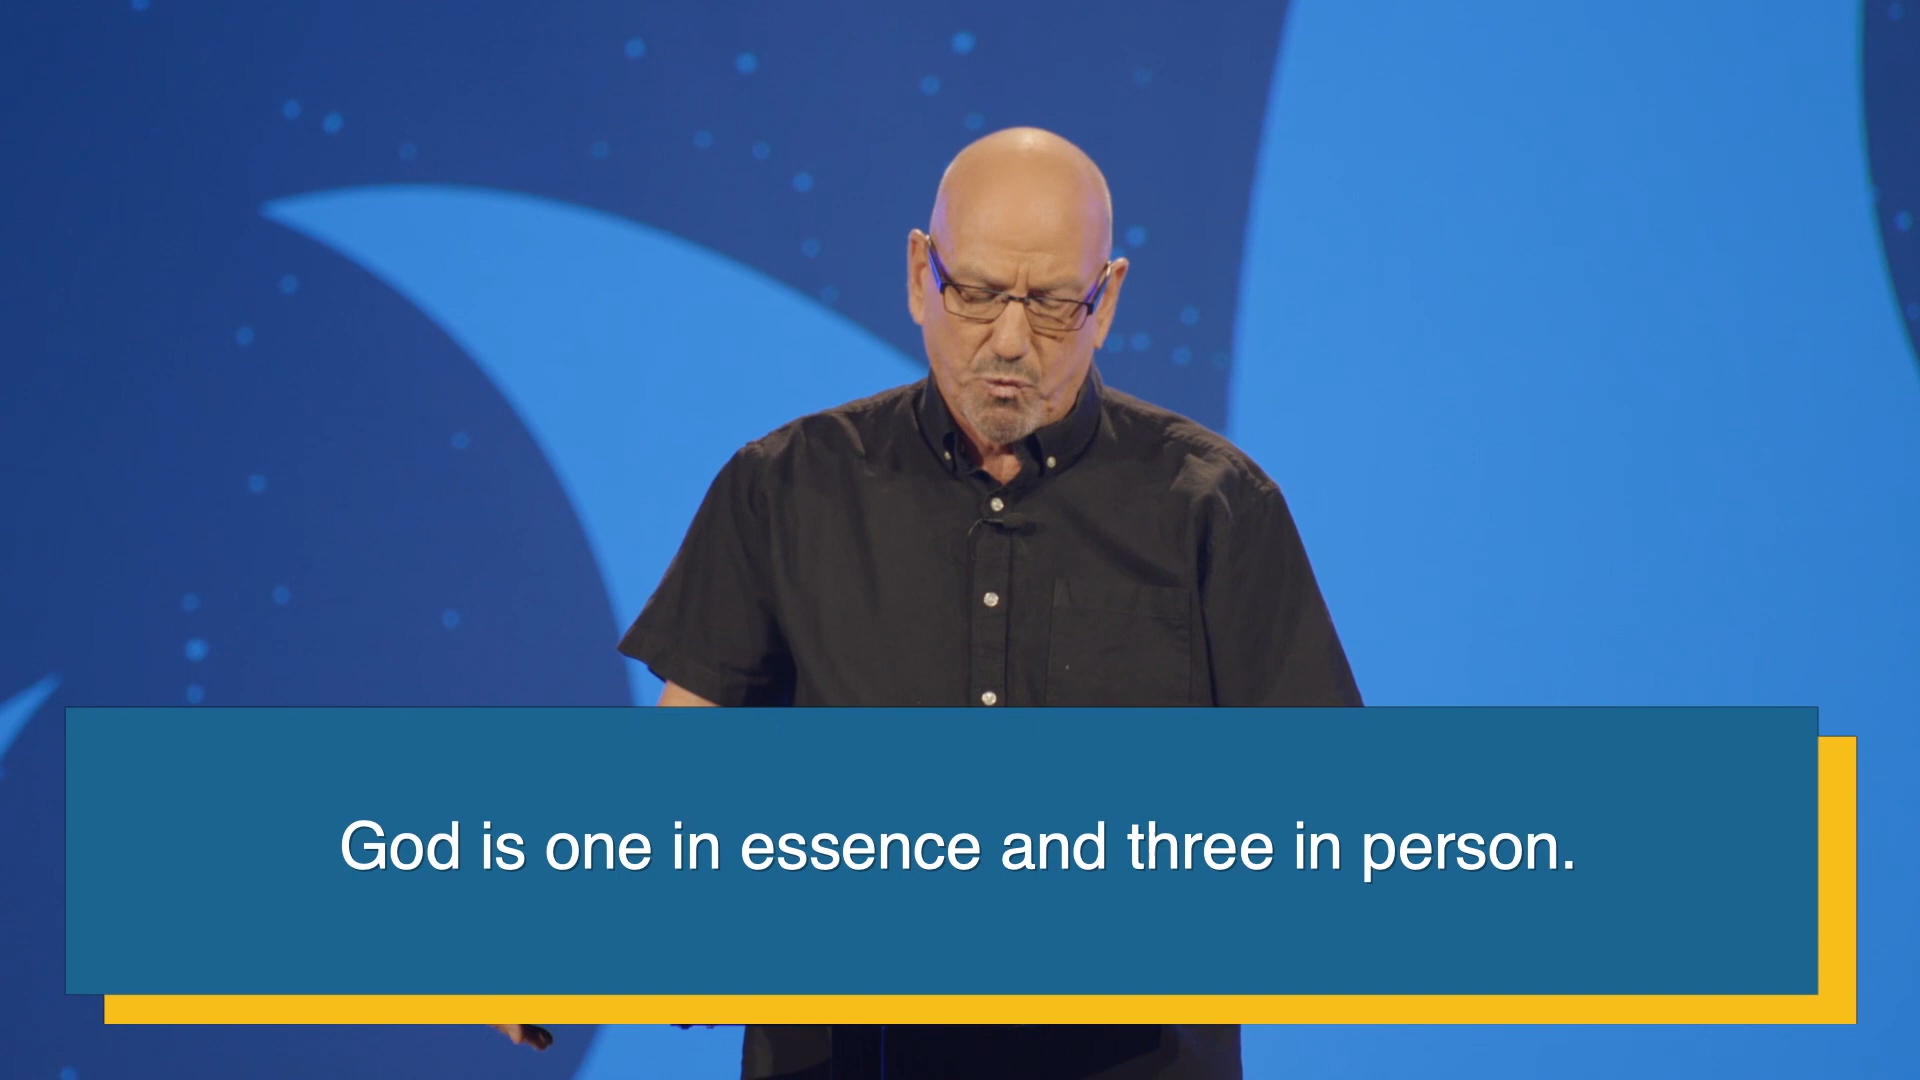 God is one in essence and three in person.